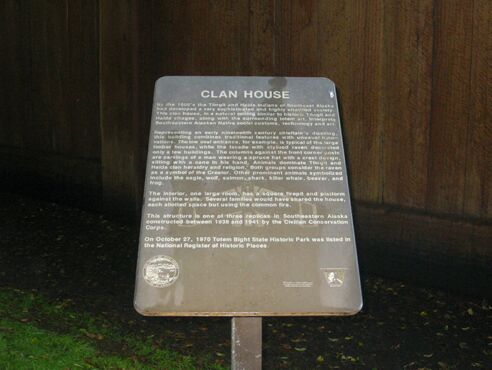 CLAN HOUSE
By the 1800's the Tlingit and Haida Indians of Southeast Alaska
had developed a very sophisticated and highly stratified society.
This clan house, in a natural setting similar to historic Tlingit and
Haida villages, along with the surrounding totem art, interprets
Southeastern Alaskan Native social customs, technology and art.
Representing an early nineteenth century chieftain's dwelling,
this building combines traditional features with unusual
The low oval entrance, for example, is typical of the large
timber houses, while the facade with stylized raven decorated
only a few buildings. The columns against the front corner posts
are carvings of a man wearing a spruce hat with a crest design,
sitting with a cane in his hand. Animals dominate Tlingit and
Haida clan heraldry and religion. Both groups consider the raven
as a symbol of the Creator. Other prominent animals symbolized
include the eagle, wolf, salmon, shark, killer whale, beaver, and
frog.
The interior, one large room, has a square firepit and platform
against the walls. Several families would have shared the house,
each allotted space but using the common fire.
This structure is one of three replicas in Southeastern Alaska
constructed between 1938 and 1941 by the Civilian Conservation
Corps.
On October 27, 1970 Totem Bight State Historic Park was listed in
the National Register of Historic Places.